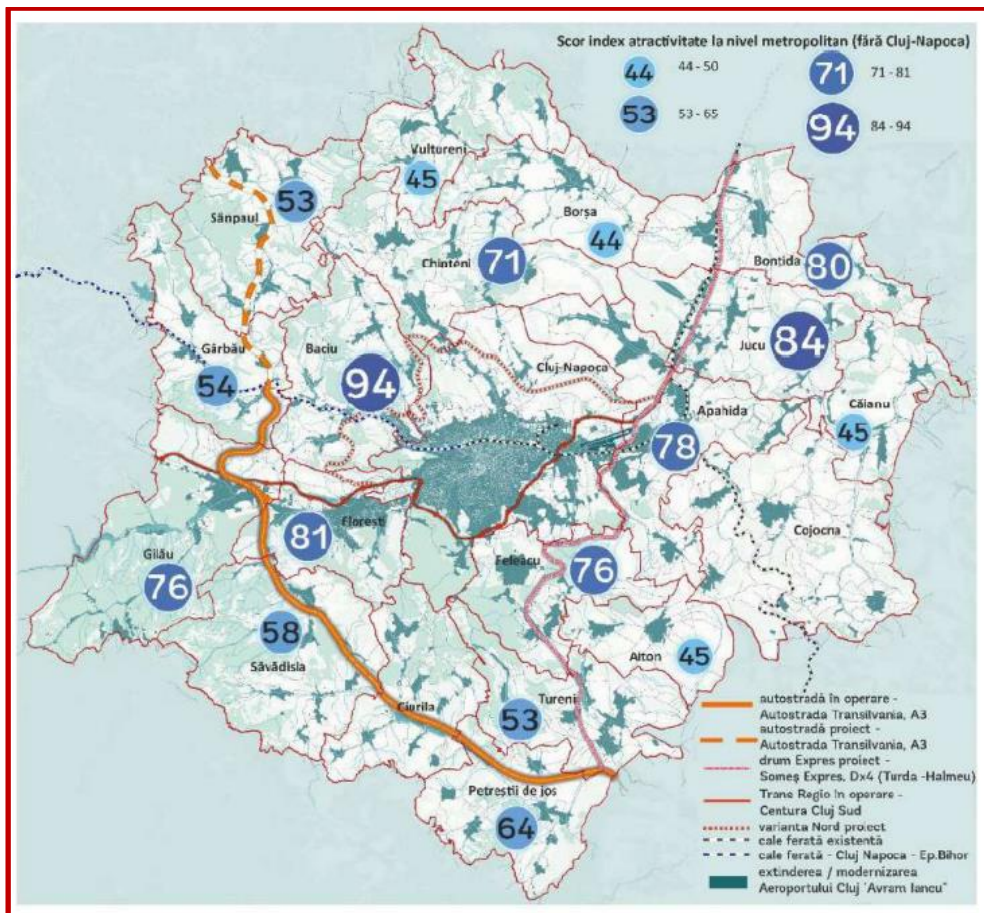 Scor index atractivitate la nivel metropolitan (fără Cluj-Napoca)
44 44 - 50
71 71 - 81
53 53 - 65
94 84 - 94
Vultureni
45
53
Sânpaul
Borșa
44
Chinteni
71
Bonțida
80
Jucu
84
Gârbău
54
Baciu
94
Cluj-Napoca
Apahida
78
Căianu
45
Cojocna
Florești
81
Gilău
76
Feleacu
76
58
Săvădisla
Aiton
45
Ciurila
Tureni
53
Petreștii de jos
64
autostradă în operare -
Autostrada Transilvania, A3
autostradă proiect -
Autostrada Transilvania, A3
drum Expres proiect -
Someș Expres, Dx4 (Turda -Halmeu)
Trans Regio în operare -
Centura Cluj Sud
varianta Nord proiect
cale ferată existentă
cale ferată - Cluj Napoca - Ep.Bihor
extinderea / modernizarea
Aeroportului Cluj "Avram Iancu"